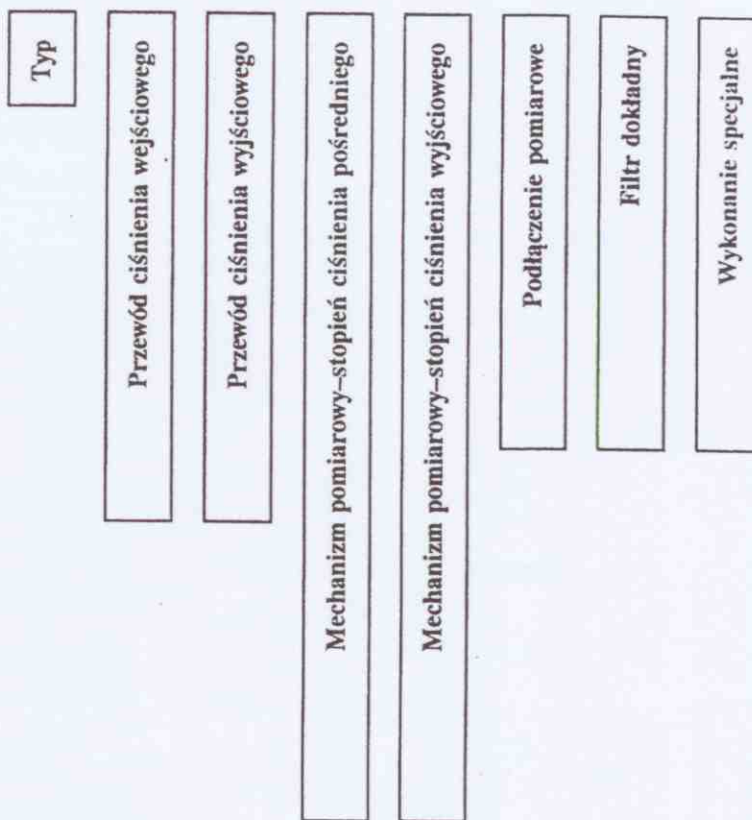 Typ
Przewód ciśnienia wejściowego
Przewód ciśnienia wyjściowego
Mechanizm pomiarowy–stopień ciśnienia pośredniego
Mechanizm pomiarowy–stopień ciśnienia wyjściowego
Podłączenie pomiarowe
Filtr dokładny
Wykonanie specjalne